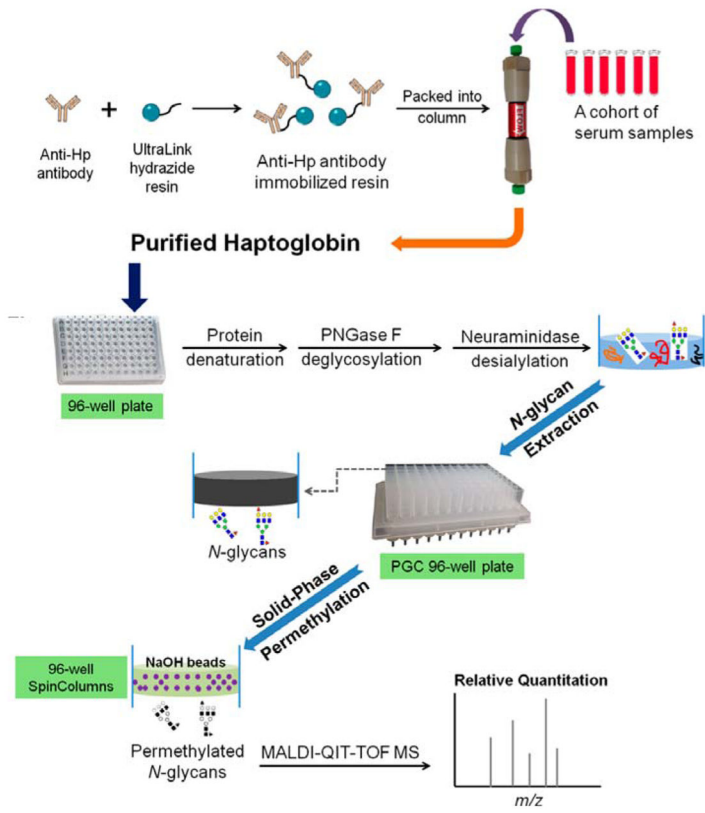 Anti-Hp
antibody
+
UltraLink
hydrazide
resin
Anti-Hp antibody
immobilized resin
Packed into
column
A cohort of
serum samples
Purified Haptoglobin
96-well plate
Protein
denaturation
PNGase F
deglycosylation
Neuraminidase
desialylation
N-glycan
Extraction
N-glycans
PGC 96-well plate
Solid-Phase
Permethylation
96-well
SpinColumns
NaOH beads
Permethylated
N-glycans
MALDI-QIT-TOF MS
Relative Quantitation
m/z